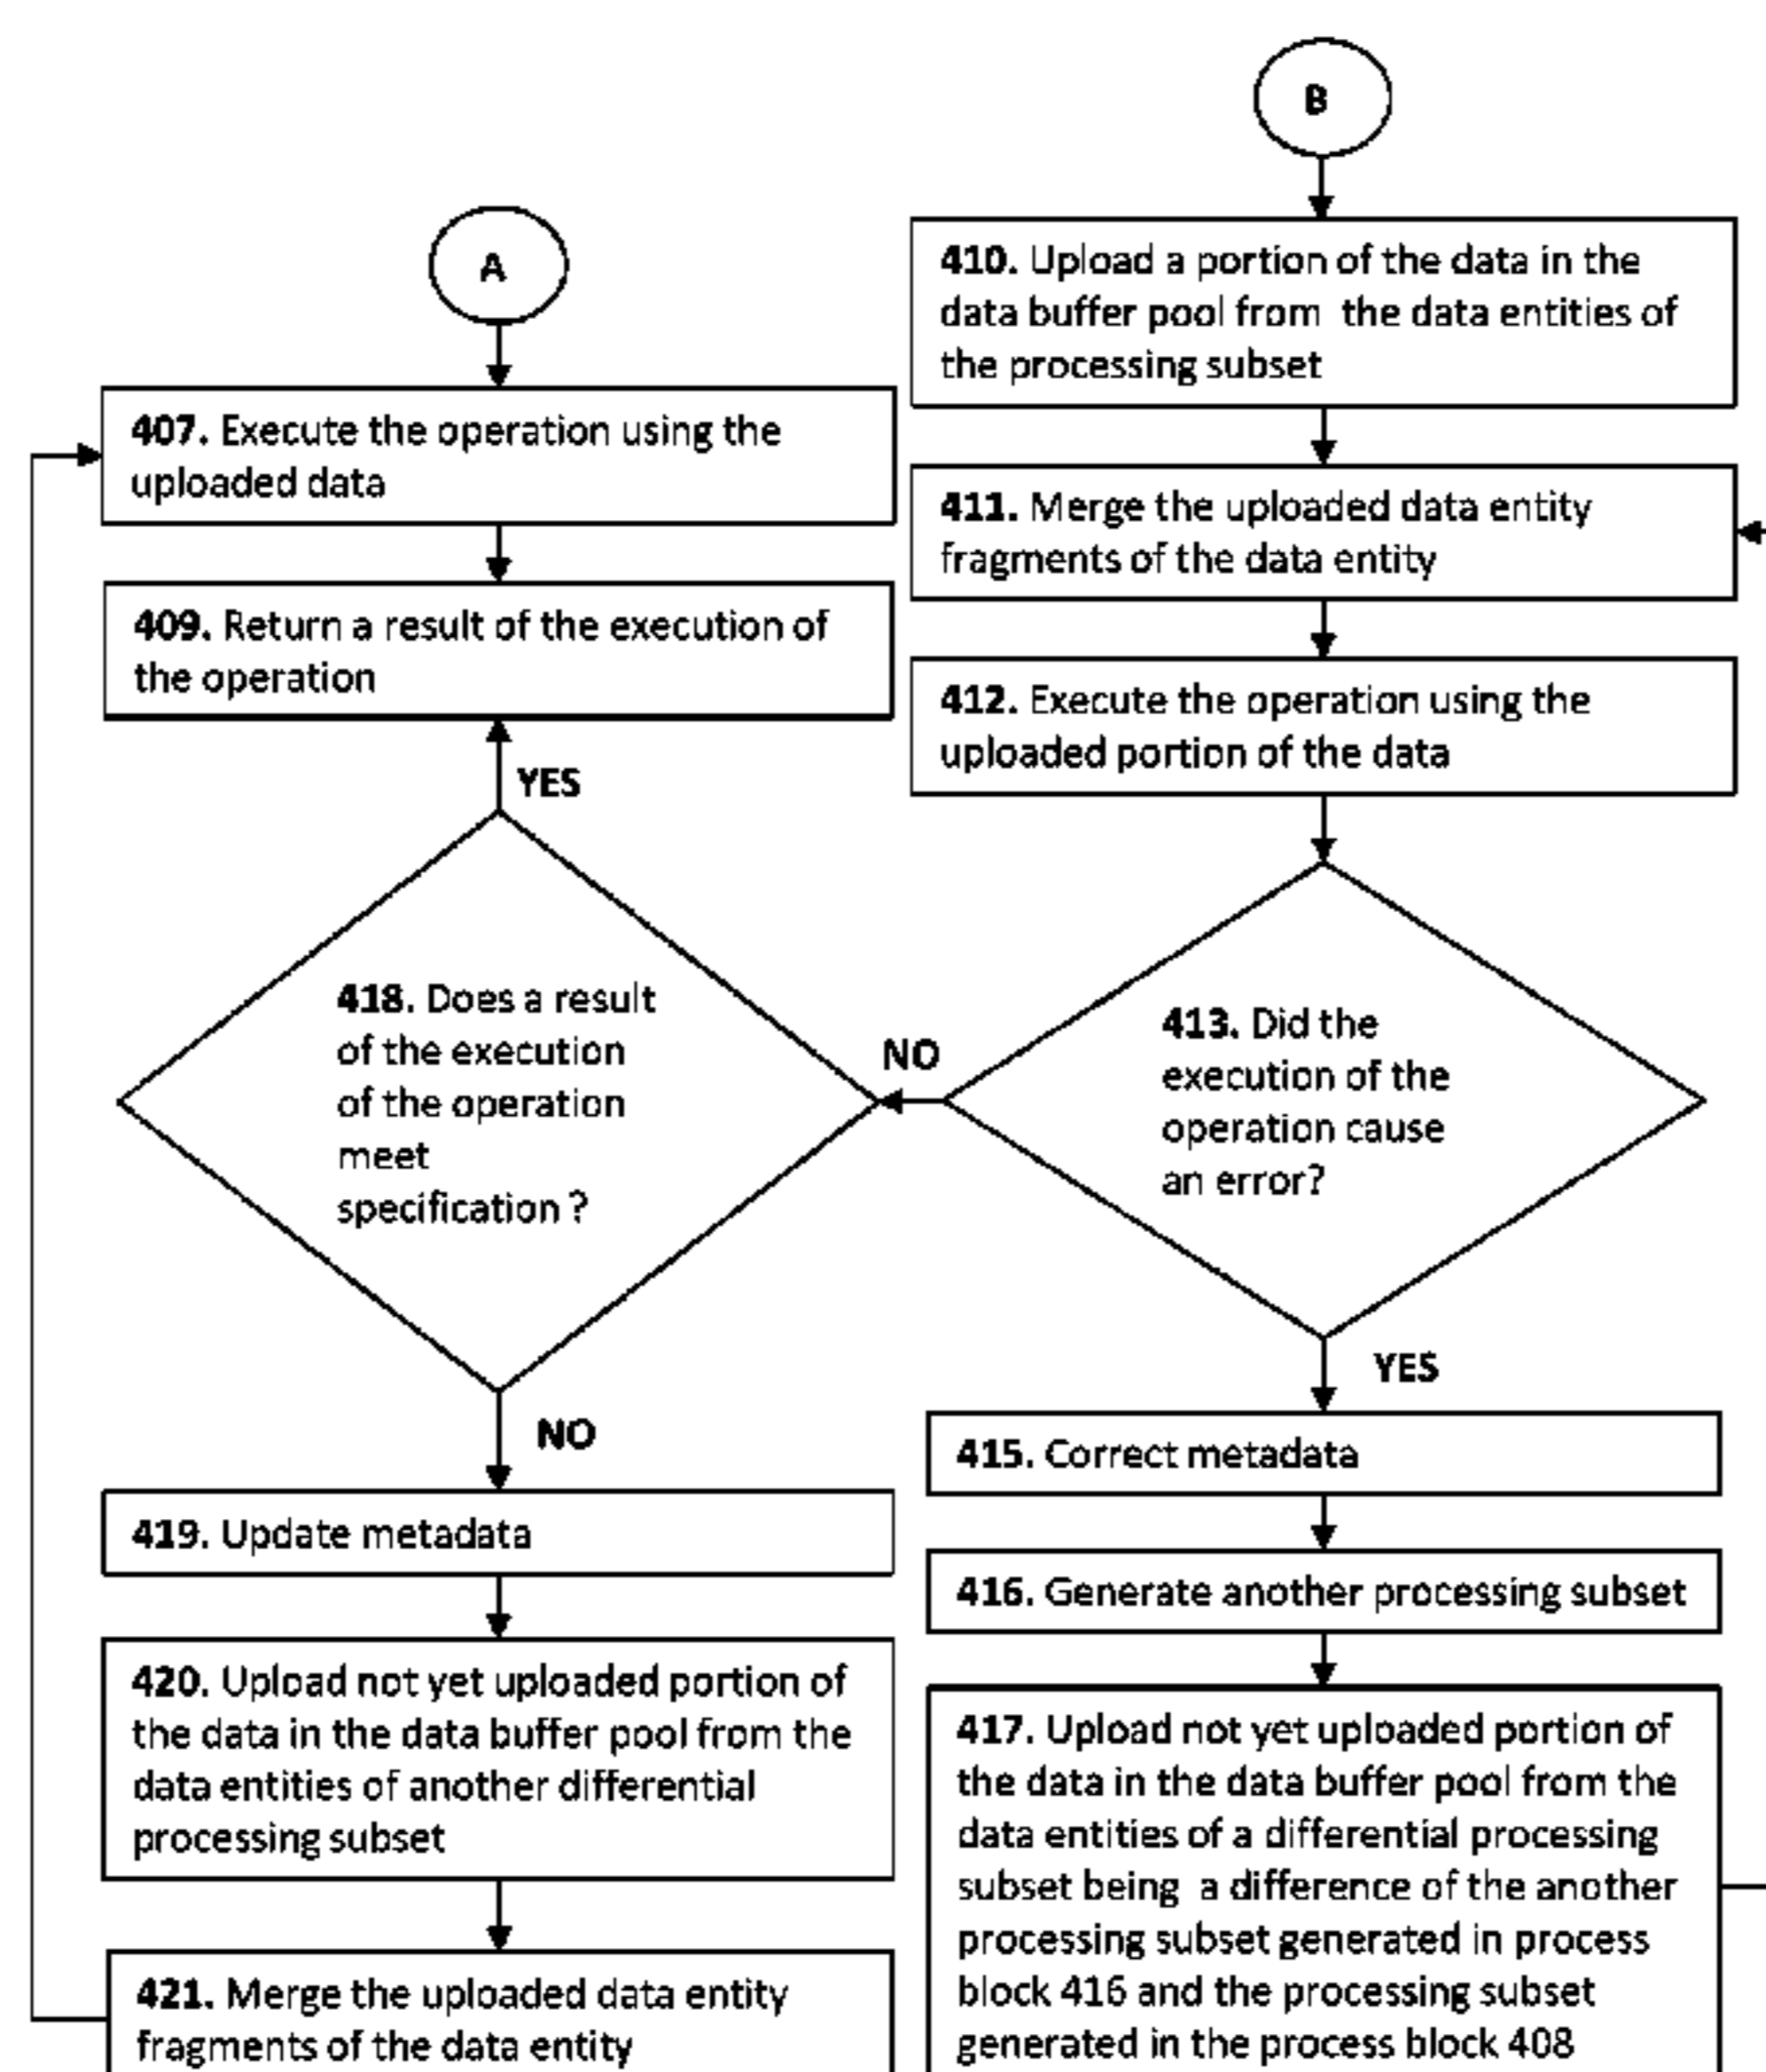 A
407. Execute the operation using the
uploaded data
409. Return a result of the execution of
the operation
YES
418. Does a result
of the execution
of the operation
meet
specification ?
NO
419. Update metadata
420. Upload not yet uploaded portion of
the data in the data buffer pool from the
data entities of another differential
processing subset
421. Merge the uploaded data entity
fragments of the data entity
B
410. Upload a portion of the data in the
data buffer pool from the data entities of
the processing subset
411. Merge the uploaded data entity
fragments of the data entity
412. Execute the operation using the
uploaded portion of the data
413. Did the
execution of the
operation cause
an error?
NO
YES
415. Correct metadata
416. Generate another processing subset
417. Upload not yet uploaded portion of
the data in the data buffer pool from the
data entities of a differential processing
subset being a difference of the another
processing subset generated in process
block 416 and the processing subset
generated in the process block 408